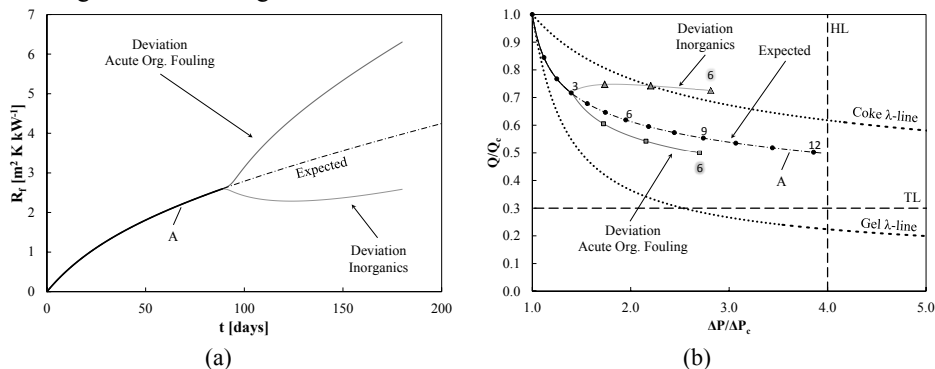 7
6
5
4
3
2
1
0
R_f [m² K kW⁻¹]
Deviation
Acute Org. Fouling
Expected
A
Deviation
Inorganics
0
50
100
150
200
t [days]
(a)
1.0
0.9
0.8
0.7
0.6
0.5
0.4
0.3
0.2
0.1
0.0
Q/Q_c
Deviation
Inorganics
Expected
HL
3
6
6
9
12
6
Coke λ-line
A
TL
Deviation
Acute Org. Fouling
Gel λ-line
1.0
2.0
3.0
4.0
5.0
ΔP/ΔP_c
(b)